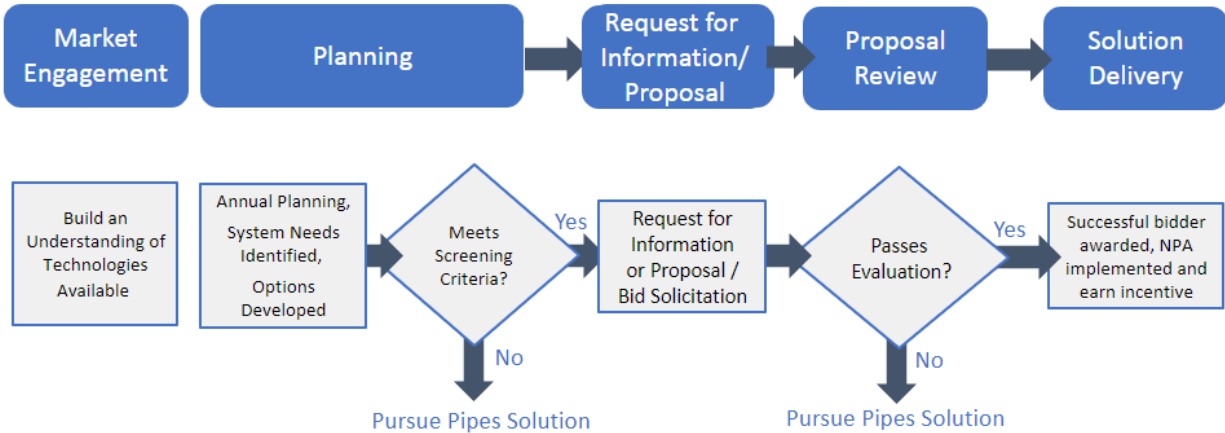 Market
Engagement
Planning
Request for
Information/
Proposal
Proposal
Review
Solution
Delivery
Build an
Understanding of
Technologies
Available
Annual Planning,
System Needs
Identified,
Options
Developed
Meets
Screening
Criteria?
Yes
No
Pursue Pipes Solution
Request for
Information
or Proposal /
Bid Solicitation
Passes
Evaluation?
Yes
No
Pursue Pipes Solution
Successful bidder
awarded, NPA
implemented and
earn incentive